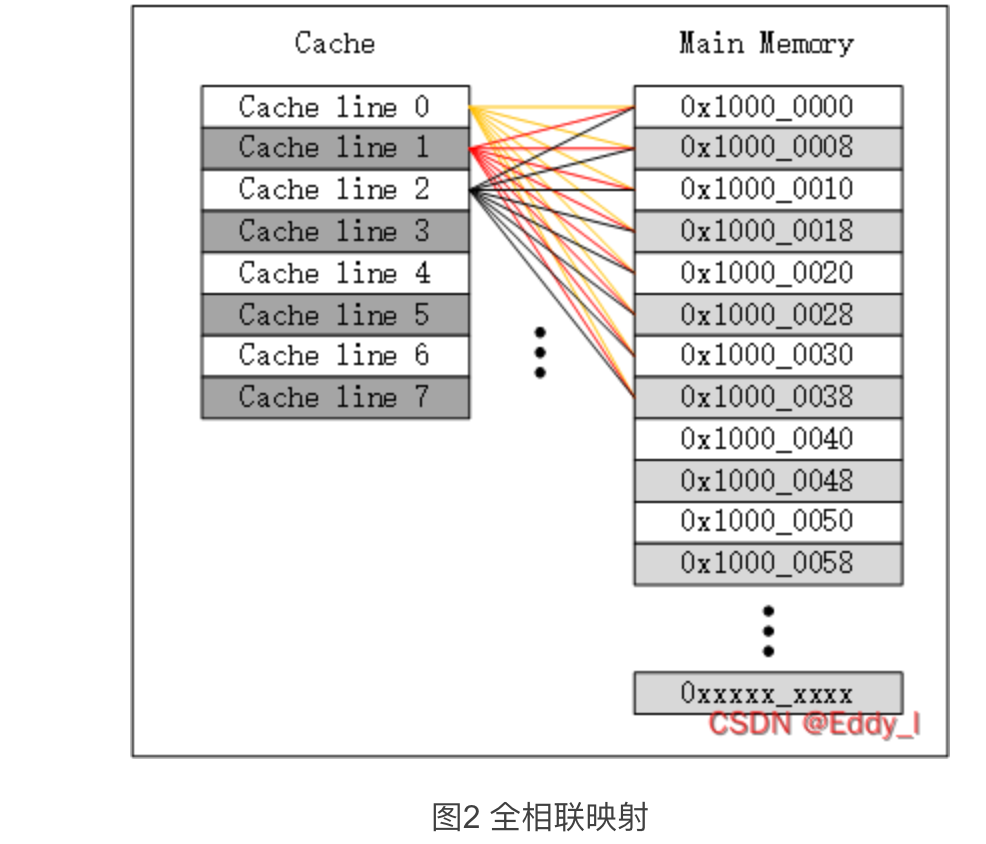 Cache
Main Memory
Cache line 0
Cache line 1
Cache line 2
Cache line 3
Cache line 4
Cache line 5
Cache line 6
Cache line 7
0x1000_0000
0x1000_0008
0x1000_0010
0x1000_0018
0x1000_0020
0x1000_0028
0x1000_0030
0x1000_0038
0x1000_0040
0x1000_0048
0x1000_0050
0x1000_0058
0xxxxx_xxxx
CSDN @Eddy_l
图2 全相联映射